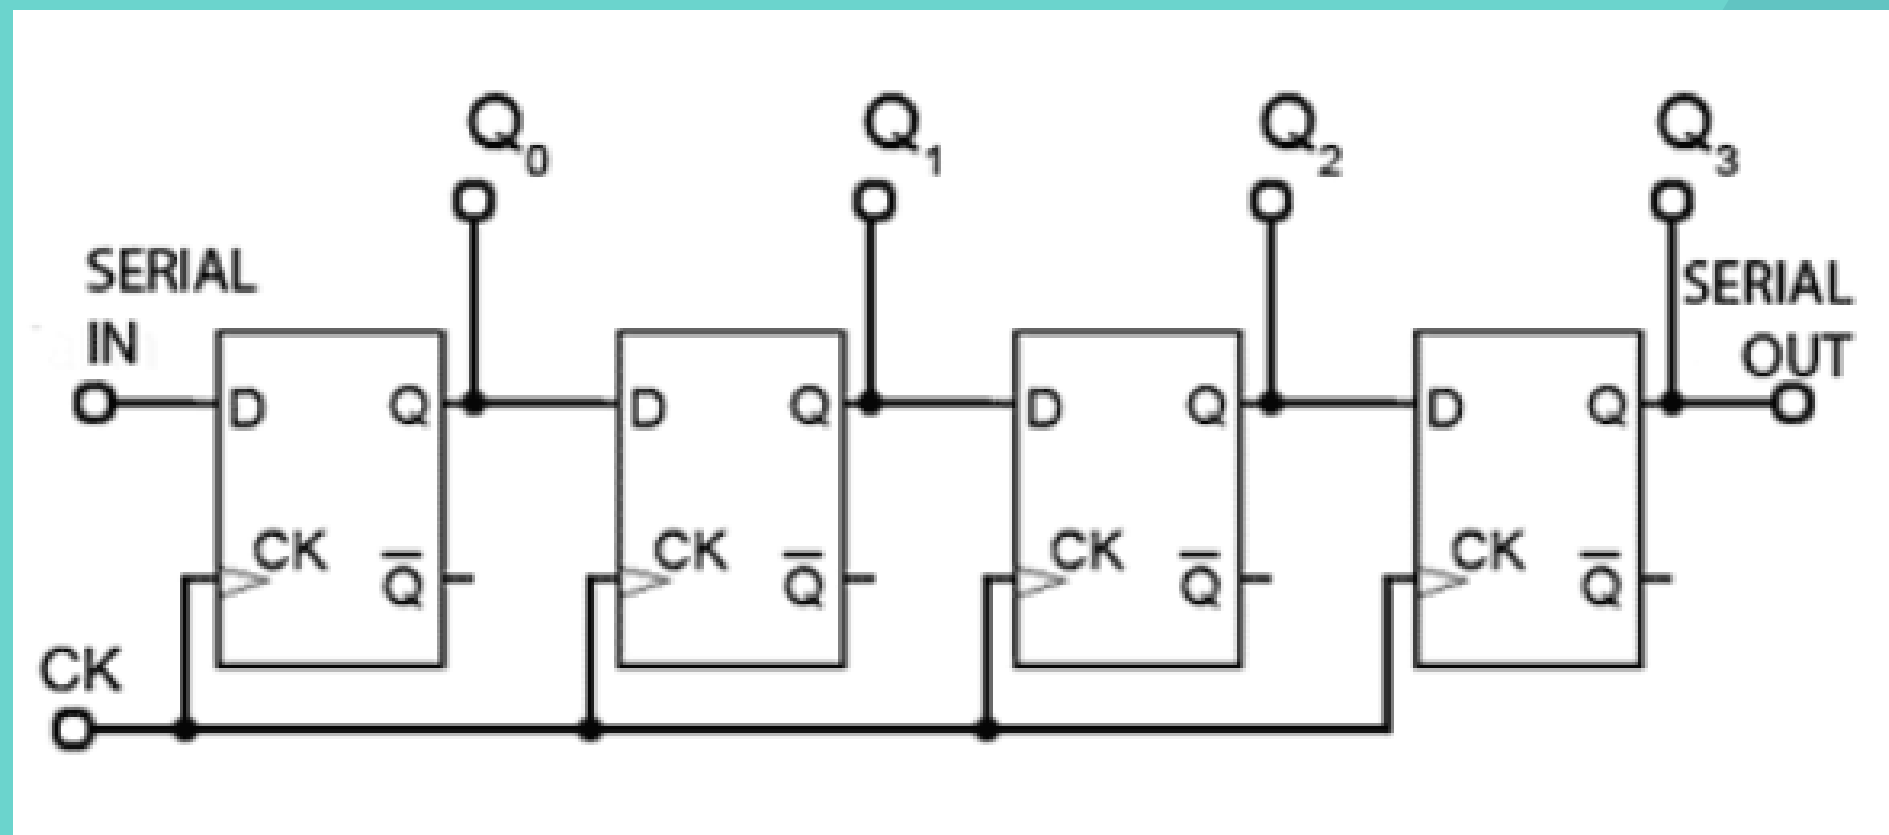 Q0
Q1
Q2
Q3
SERIAL
IN
SERIAL
OUT
D
Q
D
Q
D
Q
D
Q
CK
Q̅
CK
Q̅
CK
Q̅
CK
Q̅
CK